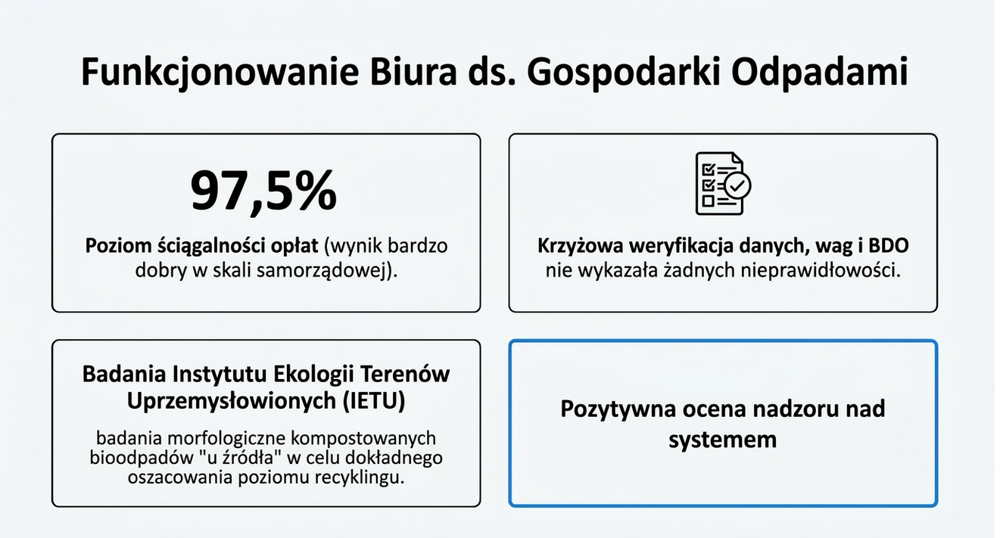 Funkcjonowanie Biura ds. Gospodarki Odpadami
97,5%
Poziom ściągalności opłat (wynik bardzo
dobry w skali samorządowej).
Krzyżowa weryfikacja danych, wag i BDO
nie wykazała żadnych nieprawidłowości.
Badania Instytutu Ekologii Terenów
Uprzemysłowionych (IETU)
badania morfologiczne kompostowanych
bioodpadów "u źródła" w celu dokładnego
oszacowania poziomu recyklingu.
Pozytywna ocena nadzoru nad
systemem